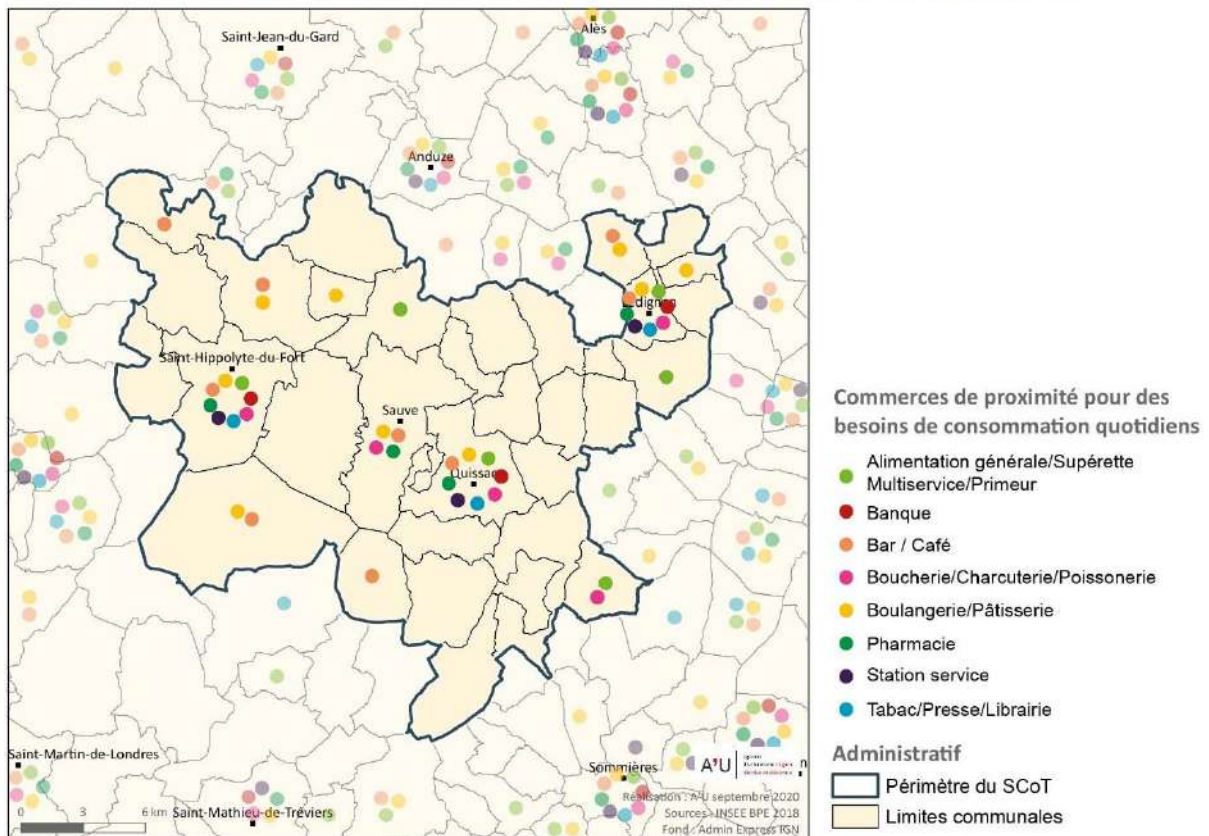 Saint-Jean-du-Gard
Alès
Anduze
Lédignan
Saint-Hippolyte-du-Fort
Sauve
Quissac
Saint-Martin-de-Londres
Saint-Mathieu-de-Tréviers
Sommières
0 3 6 km
A'U
Réalisation : A'U septembre 2020
Sources : INSEE BPE 2018
Fond : Admin Express IGN
Commerces de proximité pour des
besoins de consommation quotidiens
Alimentation générale/Supérette
Multiservice/Primeur
Banque
Bar / Café
Boucherie/Charcuterie/Poissonerie
Boulangerie/Pâtisserie
Pharmacie
Station service
Tabac/Presse/Librairie
Administratif
Périmètre du SCoT
Limites communales